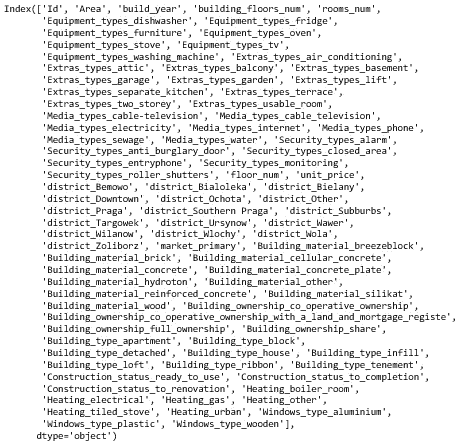 Index(['Id', 'Area', 'build_year', 'building_floors_num', 'rooms_num',
'Equipment_types_dishwasher', 'Equipment_types_fridge',
'Equipment_types_furniture', 'Equipment_types_oven',
'Equipment_types_stove', 'Equipment_types_tv',
'Equipment_types_washing_machine', 'Extras_types_air_conditioning',
'Extras_types_attic', 'Extras_types_balcony', 'Extras_types_basement',
'Extras_types_garage', 'Extras_types_garden', 'Extras_types_lift',
'Extras_types_separate_kitchen', 'Extras_types_terrace',
'Extras_types_two_storey', 'Extras_types_usable_room',
'Media_types_cable-television', 'Media_types_cable_television',
'Media_types_electricity', 'Media_types_internet', 'Media_types_phone',
'Media_types_sewage', 'Media_types_water', 'Security_types_alarm',
'Security_types_anti_burglary_door', 'Security_types_closed_area',
'Security_types_entryphone', 'Security_types_monitoring',
'Security_types_roller_shutters', 'floor_num', 'unit_price',
'district_Bemowo', 'district_Bialoleka', 'district_Bielany',
'district_Downtown', 'district_Ochota', 'district_Other',
'district_Praga', 'district_Southern Praga', 'district_Subburbs',
'district_Targowek', 'district_Ursynow', 'district_Wawer',
'district_Wilanow', 'district_Wlochy', 'district_Wola',
'district_Zoliborz', 'market_primary', 'Building_material_breezeblock',
'Building_material_brick', 'Building_material_cellular_concrete',
'Building_material_concrete', 'Building_material_concrete_plate',
'Building_material_hydroton', 'Building_material_other',
'Building_material_reinforced_concrete', 'Building_material_silikat',
'Building_material_wood', 'Building_ownership_co_operative_ownership',
'Building_ownership_co_operative_ownership_with_a_land_and_mortgage_registe',
'Building_ownership_full_ownership', 'Building_ownership_share',
'Building_type_apartment', 'Building_type_block',
'Building_type_detached', 'Building_type_house', 'Building_type_infill',
'Building_type_loft', 'Building_type_ribbon', 'Building_type_tenement',
'Construction_status_ready_to_use', 'Construction_status_to_completion',
'Construction_status_to_renovation', 'Heating_boiler_room',
'Heating_electrical', 'Heating_gas', 'Heating_other',
'Heating_tiled_stove', 'Heating_urban', 'Windows_type_aluminium',
'Windows_type_plastic', 'Windows_type_wooden'],
dtype='object')